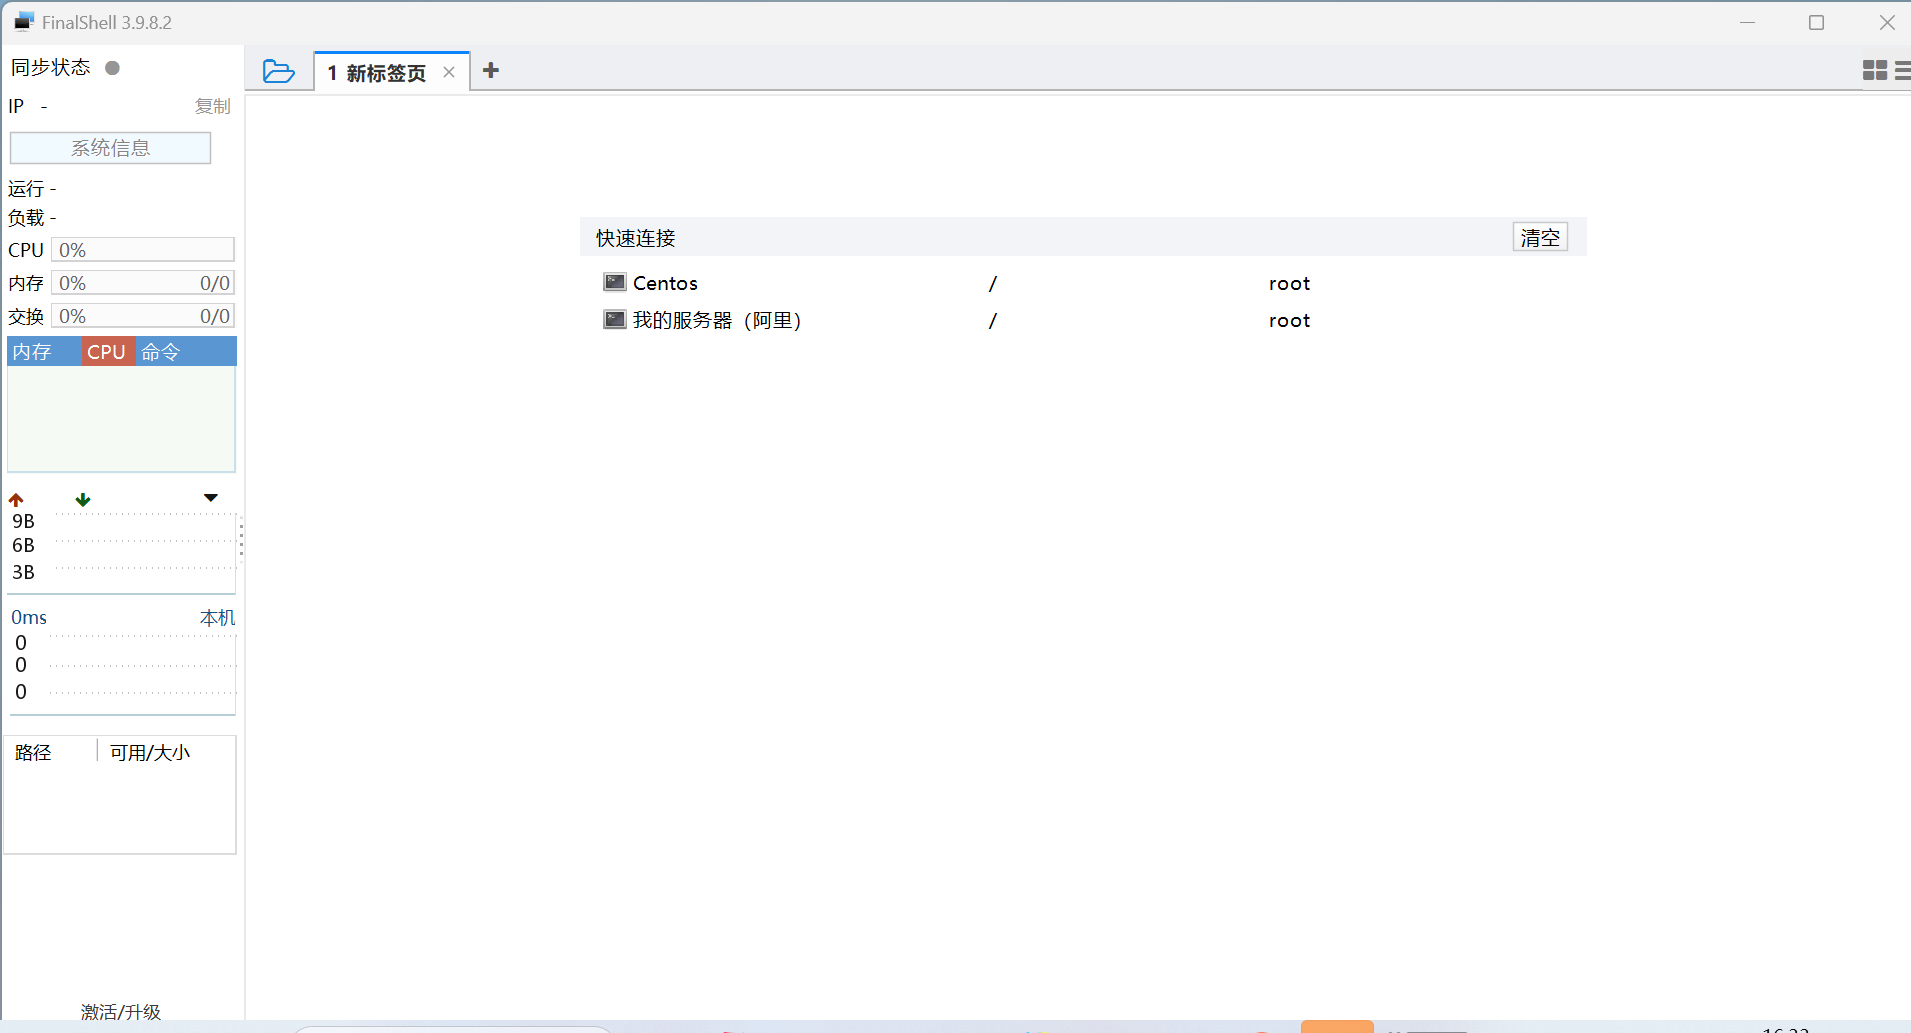 FinalShell 3.9.8.2
同步状态
IP -
复制
系统信息
运行 -
负载 -
CPU 0%
内存 0% 0/0
交换 0% 0/0
内存 CPU 命令
9B
6B
3B
0ms 本机
0
0
0
路径 可用/大小
激活/升级
1 新标签页
快速连接 清空
Centos / root
我的服务器（阿里） / root